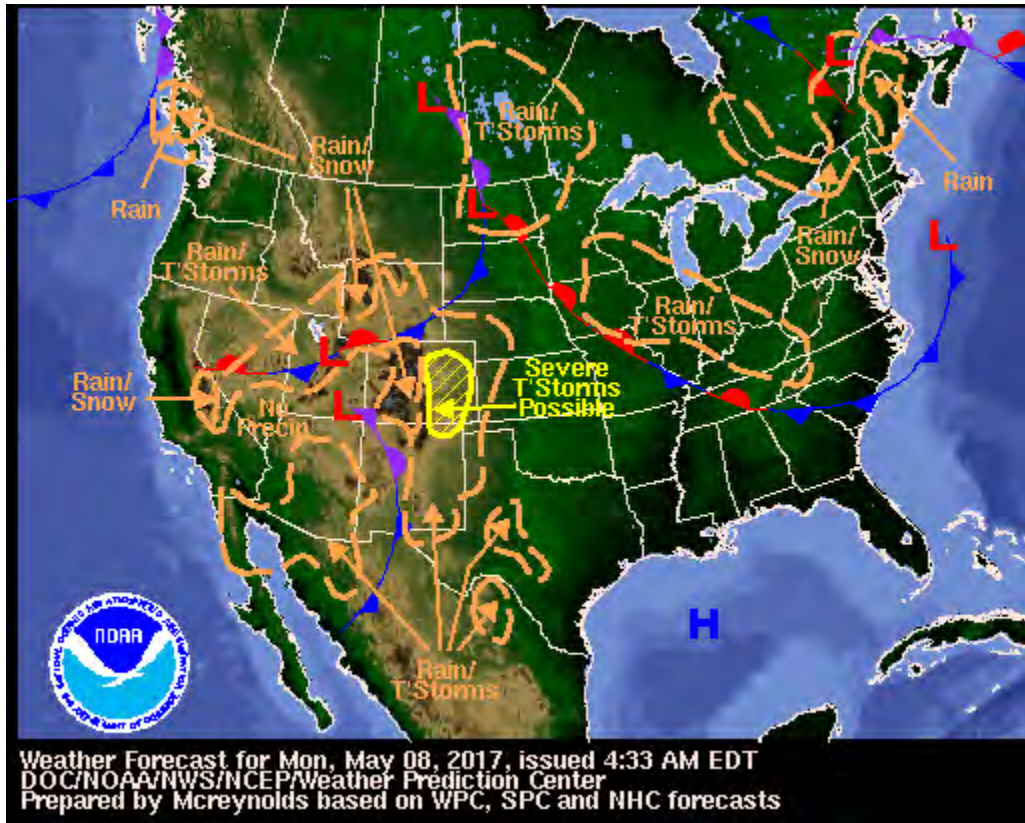 L
L
Rain/
T'Storms
Rain/
Snow
Rain
Rain
L
L
Rain/
Snow
Rain/
T'Storms
Rain/
T'Storms
L
Severe
T'Storms
Possible
Rain/
Snow
No
Precip
L
H
Rain/
T'Storms
NOAA
Weather Forecast for Mon, May 08, 2017, issued 4:33 AM EDT
DOC/NOAA/NWS/NCEP/Weather Prediction Center
Prepared by Mcreynolds based on WPC, SPC and NHC forecasts